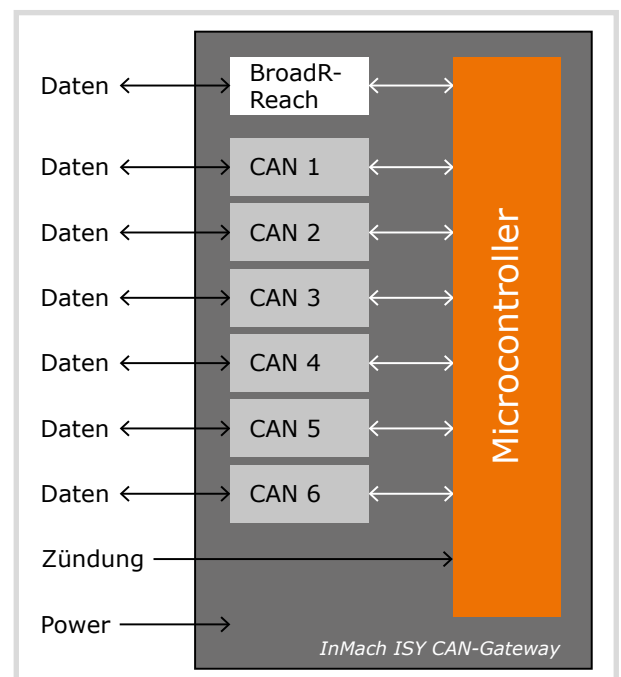 Daten
BroadR-
Reach
Daten
CAN 1
Daten
CAN 2
Daten
CAN 3
Daten
CAN 4
Daten
CAN 5
Daten
CAN 6
Microcontroller
Zündung
Power
InMach ISY CAN-Gateway